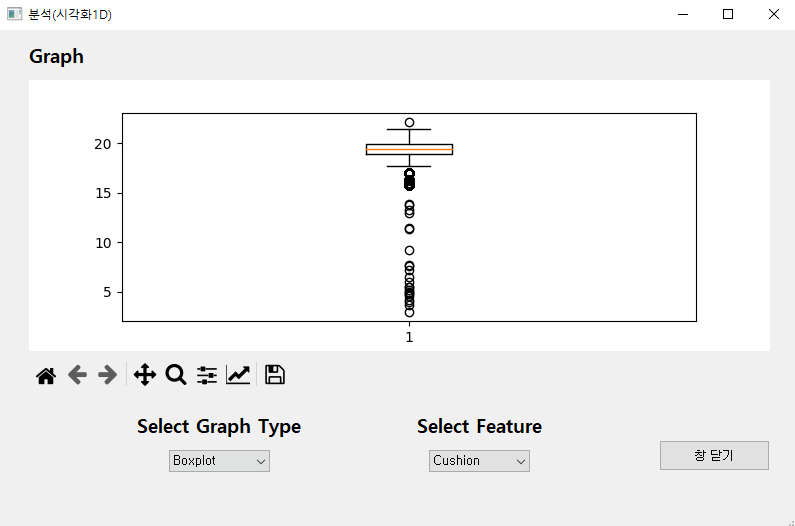 분석(시각화1D)
Graph
20
15
10
5
1
Select Graph Type
Select Feature
Boxplot
Cushion
창 닫기